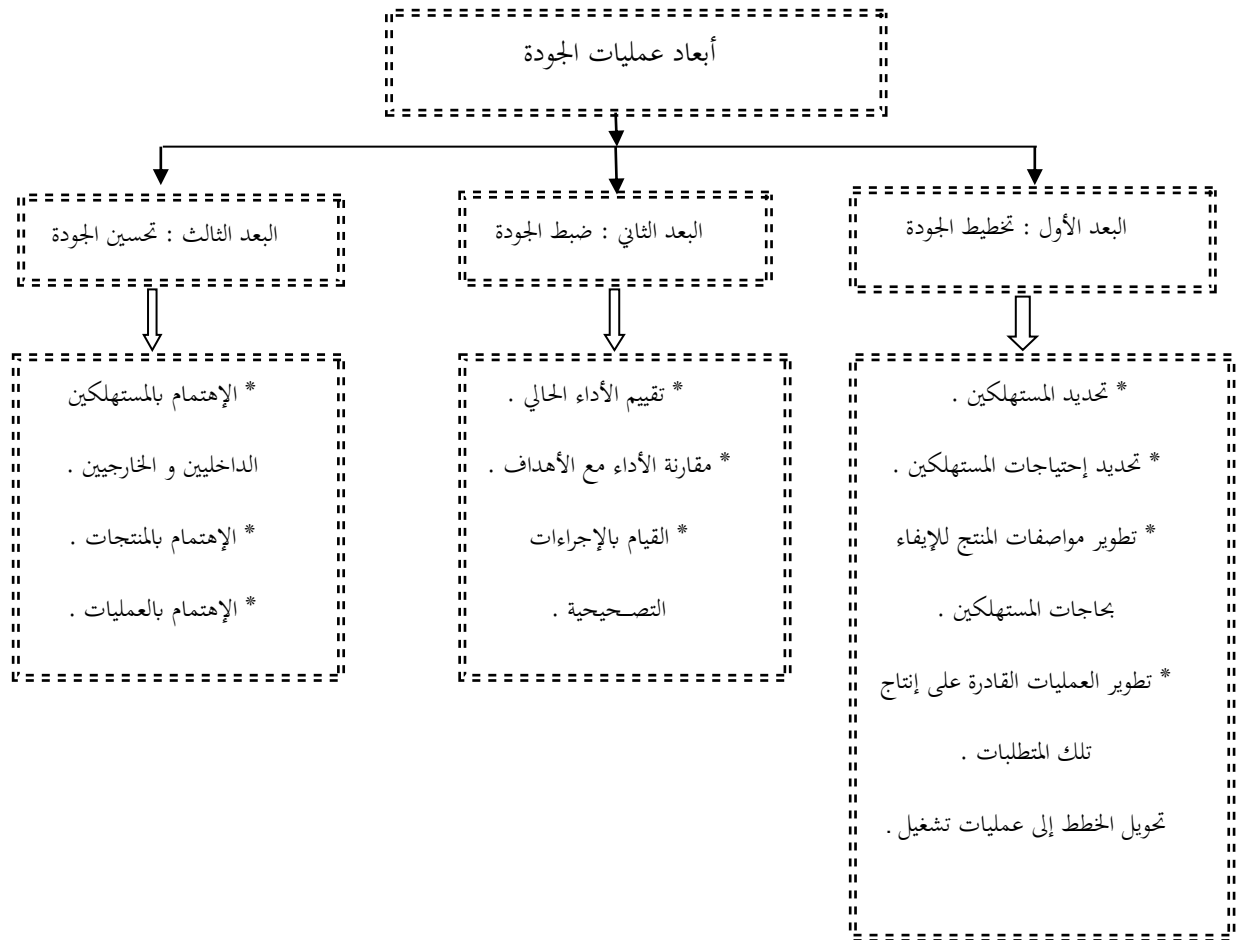 أبعاد عمليات الجودة
البعد الأول : تخطيط الجودة
البعد الثاني : ضبط الجودة
البعد الثالث : تحسين الجودة
* تحديد المستهلكين .
* تحديد إحتياجات المستهلكين .
* تطوير مواصفات المنتج للإيفاء
بحاجات المستهلكين .
* تطوير العمليات القادرة على إنتاج
تلك المتطلبات .
تحويل الخطط إلى عمليات تشغيل .
* تقييم الأداء الحالي .
* مقارنة الأداء مع الأهداف .
* القيام بالإجراءات
التصـحيحية .
* الإهتمام بالمستهلكين
الداخليين و الخارجيين .
* الإهتمام بالمنتجات .
* الإهتمام بالعمليات .